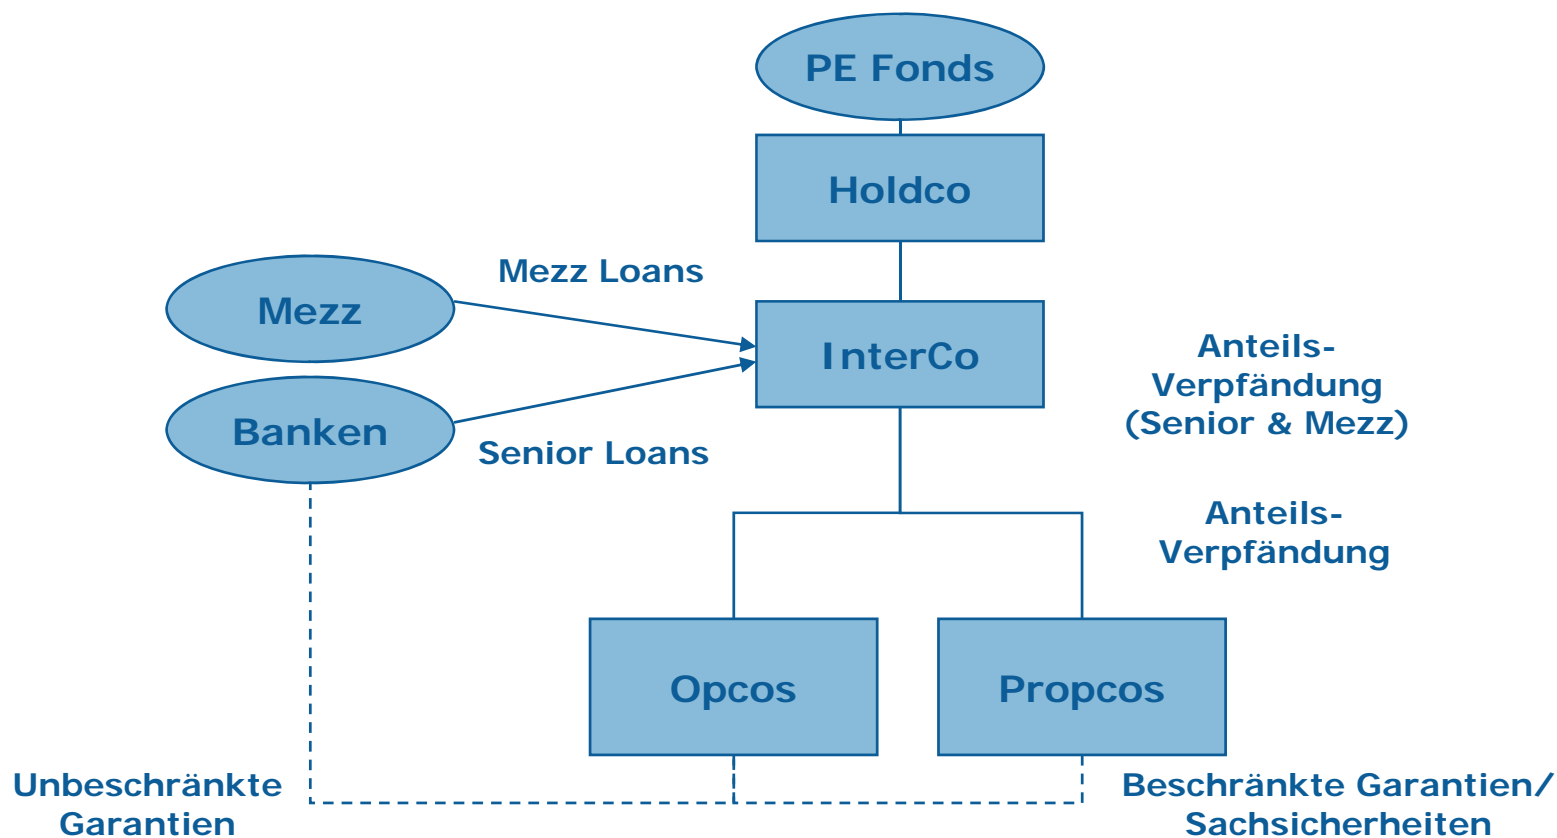 PE Fonds
Holdco
Mezz Loans
Mezz
InterCo
Banken
Senior Loans
Anteils-
Verpfändung
(Senior & Mezz)
Anteils-
Verpfändung
Opcos
Propcos
Unbeschränkte
Garantien
Beschränkte Garantien/
Sachsicherheiten